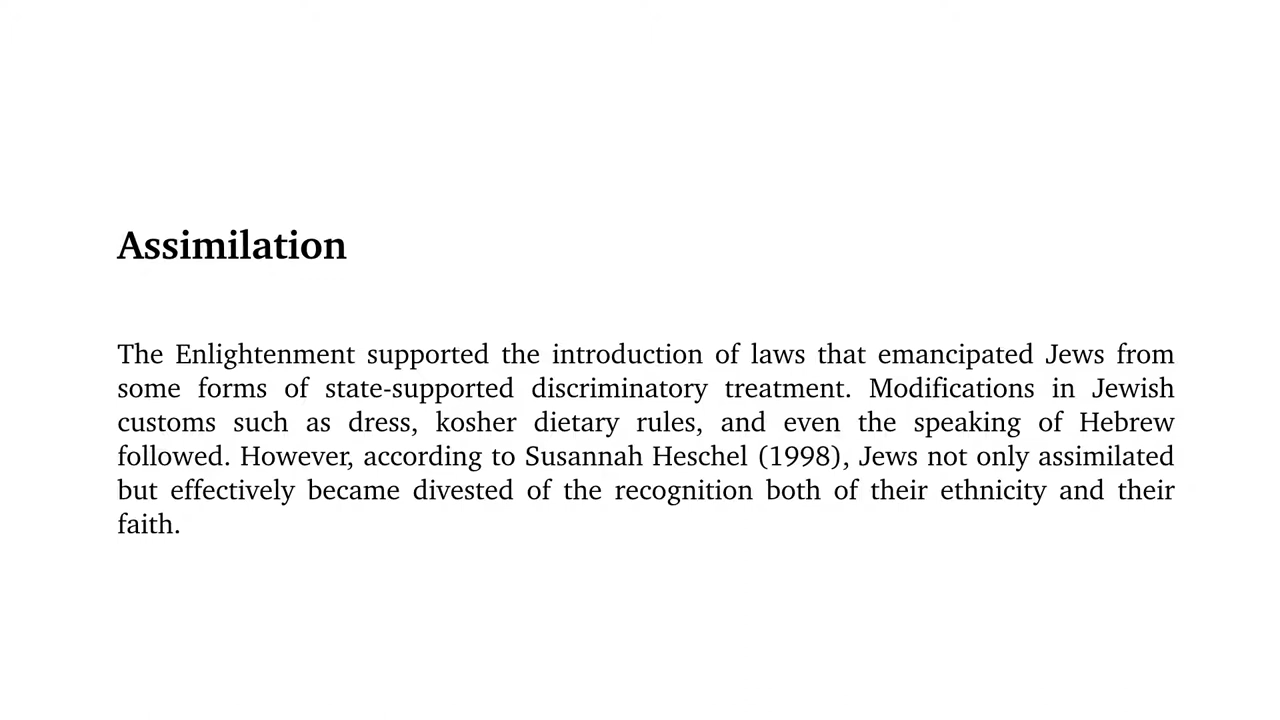 Assimilation
The Enlightenment supported the introduction of laws that emancipated Jews from
some forms of state-supported discriminatory treatment. Modifications in Jewish
customs such as dress, kosher dietary rules, and even the speaking of Hebrew
followed. However, according to Susannah Heschel (1998), Jews not only assimilated
but effectively became divested of the recognition both of their ethnicity and their
faith.